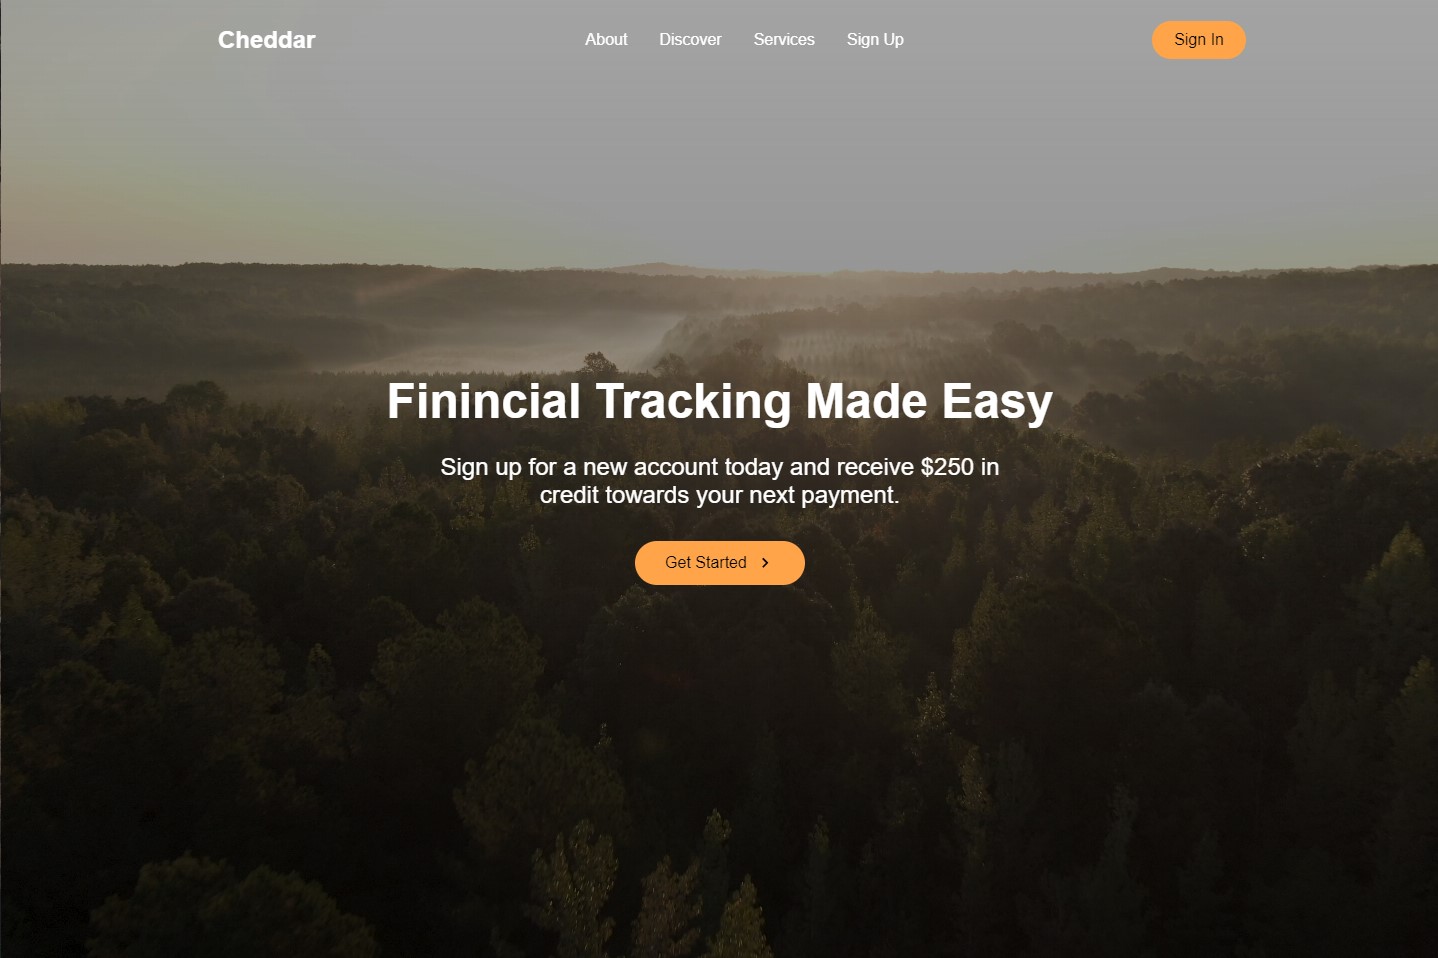 Cheddar
About Discover Services Sign Up
Sign In
Finincial Tracking Made Easy
Sign up for a new account today and receive $250 in
credit towards your next payment.
Get Started